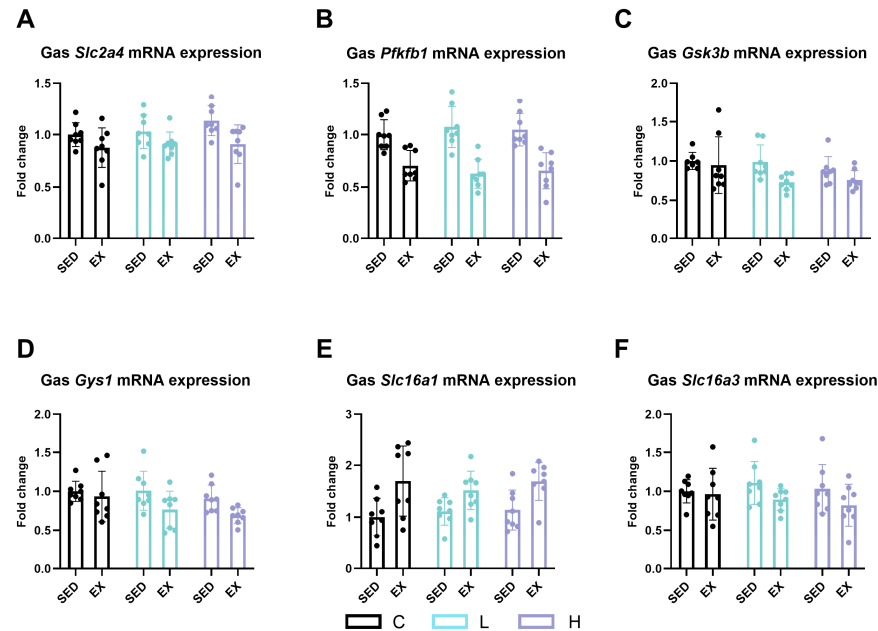 A
Gas Slc2a4 mRNA expression
Fold change
1.5
1.0
0.5
0.0
SED
EX
SED
EX
SED
EX
B
Gas Pfkfb1 mRNA expression
Fold change
1.5
1.0
0.5
0.0
SED
EX
SED
EX
SED
EX
C
Gas Gsk3b mRNA expression
Fold change
2.0
1.5
1.0
0.5
0.0
SED
EX
SED
EX
SED
EX
D
Gas Gys1 mRNA expression
Fold change
2.0
1.5
1.0
0.5
0.0
SED
EX
SED
EX
SED
EX
E
Gas Slc16a1 mRNA expression
Fold change
3
2
1
0
SED
EX
SED
EX
SED
EX
F
Gas Slc16a3 mRNA expression
Fold change
2.0
1.5
1.0
0.5
0.0
SED
EX
SED
EX
SED
EX
C
L
H